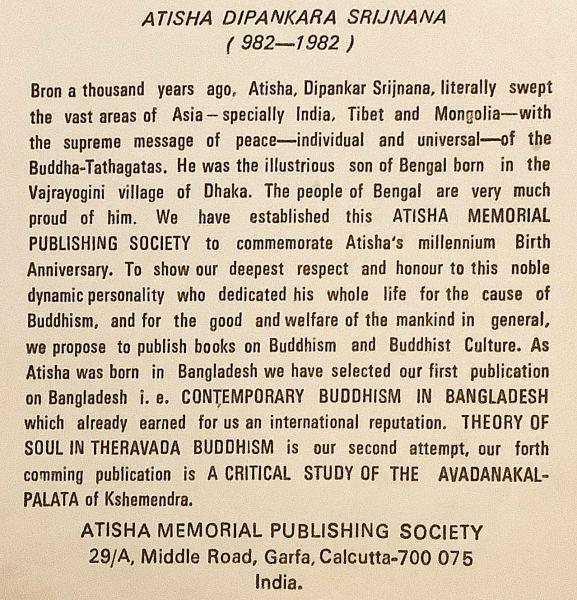 ATISHA DIPANKARA SRIJNANA
( 982—1982 )
Bron a thousand years ago, Atisha, Dipankar Srijnana, literally swept
the vast areas of Asia – specially India, Tibet and Mongolia—with
the supreme message of peace—individual and universal—of the
Buddha-Tathagatas. He was the illustrious son of Bengal born in the
Vajrayogini village of Dhaka. The people of Bengal are very much
proud of him. We have established this ATISHA MEMORIAL
PUBLISHING SOCIETY to commemorate Atisha's millennium Birth
Anniversary. To show our deepest respect and honour to this noble
dynamic personality who dedicated his whole life for the cause of
Buddhism, and for the good and welfare of the mankind in general,
we propose to publish books on Buddhism and Buddhist Culture. As
Atisha was born in Bangladesh we have selected our first publication
on Bangladesh i. e. CONTEMPORARY BUDDHISM IN BANGLADESH
which already earned for us an international reputation. THEORY OF
SOUL IN THERAVADA BUDDHISM is our second attempt, our forth
comming publication is A CRITICAL STUDY OF THE AVADANAKAL-
PALATA of Kshemendra.
ATISHA MEMORIAL PUBLISHING SOCIETY
29/A, Middle Road, Garfa, Calcutta-700 075
India.